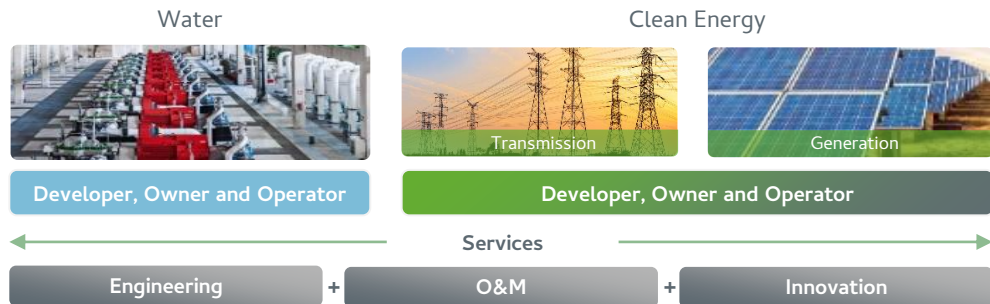 Water
Clean Energy
Transmission
Generation
Developer, Owner and Operator
Developer, Owner and Operator
Services
Engineering + O&M + Innovation